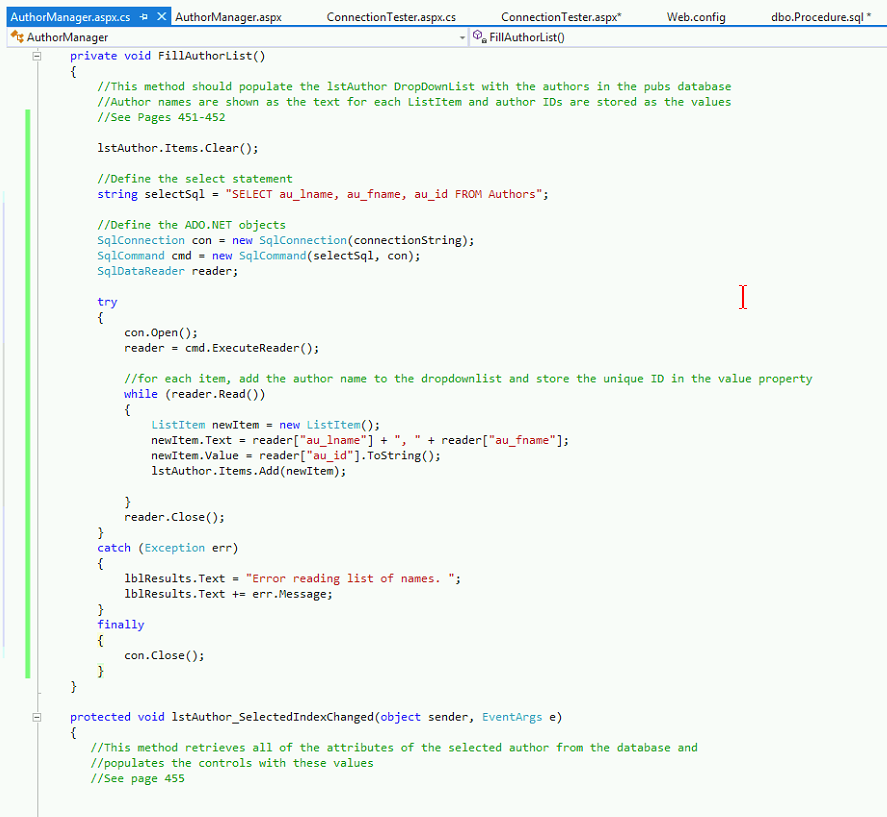 AuthorManager.aspx.cs AuthorManager.aspx ConnectionTester.aspx.cs ConnectionTester.aspx* Web.config dbo.Procedure.sql *
AuthorManager FillAuthorList()
private void FillAuthorList()
{
//This method should populate the lstAuthor DropDownList with the authors in the pubs database
//Author names are shown as the text for each ListItem and author IDs are stored as the values
//See Pages 451-452
lstAuthor.Items.Clear();
//Define the select statement
string selectSql = "SELECT au_lname, au_fname, au_id FROM Authors";
//Define the ADO.NET objects
SqlConnection con = new SqlConnection(connectionString);
SqlCommand cmd = new SqlCommand(selectSql, con);
SqlDataReader reader;
try
{
con.Open();
reader = cmd.ExecuteReader();
//for each item, add the author name to the dropdownlist and store the unique ID in the value property
while (reader.Read())
{
ListItem newItem = new ListItem();
newItem.Text = reader["au_lname"] + ", " + reader["au_fname"];
newItem.Value = reader["au_id"].ToString();
lstAuthor.Items.Add(newItem);
}
reader.Close();
}
catch (Exception err)
{
lblResults.Text = "Error reading list of names. ";
lblResults.Text += err.Message;
}
finally
{
con.Close();
}
}
protected void lstAuthor_SelectedIndexChanged(object sender, EventArgs e)
{
//This method retrieves all of the attributes of the selected author from the database and
//populates the controls with these values
//See page 455